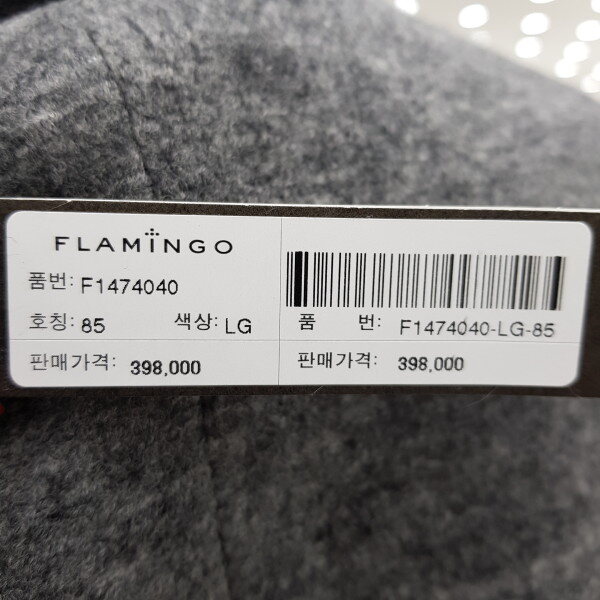 FLAMINGO
품번: F1474040
호칭: 85 색상: LG
판매가격: 398,000
품 번: F1474040-LG-85
판매가격: 398,000